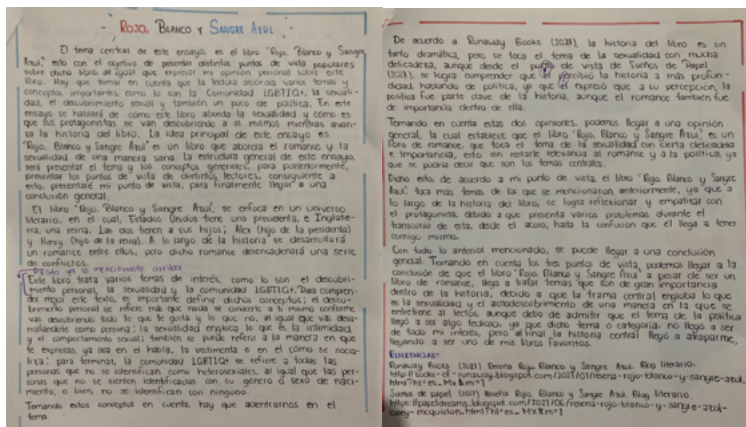 - Rojo, Blanco y Sangre Azul -
El tema central de este ensayo, es el libro "Rojo, Blanco y Sangre
Azul", esto con el objetivo de presentar distintos puntos de vista populares
sobre dicho libro, al igual que expresar mi opinión personal sobre este
libro. Hay que tomar en cuenta que la lectura aborda varios temas y
conceptos importantes, como lo son la Comunidad LGBTIQ+, la sexuali-
dad, el descubrimiento sexual y también un poco de política. En este
ensayo se hablará de como este libro aborda la sexualidad y cómo es
que sus protagonistas se van descubriendo a si mismos mientras avan-
za la historia del libro. La idea principal de este ensayo es
"Rojo, Blanco y Sangre Azul" es un libro que aborda el romance y la
sexualidad de una manera sana. La estructura general de este ensayo,
será presentar el tema y los conceptos generales, para posteriormente,
presentar los puntos de vista de distintos lectores, consiguiente a
esto, presentaré mi punto de vista, para finalmente llegar a una
conclusión general.
El libro "Rojo, Blanco y Sangre Azul", se enfoca en un universo
literario, en el cual, Estados Unidos tiene una presidenta, e Inglate-
rra, una reina. Las dos tienen a sus hijos; Alex (hijo de la presidenta)
y Henry (hijo de la reina). A lo largo de la historia se desarrollará
un romance entre ellos, pero dicho romance desencadenará una serie
de conflictos.
ya mencionado arriba
Este libro trata varios temas de interés, como lo son el descubri-
miento personal, la sexualidad y la comunidad LGBTIQ+. Para compren-
der mejor este texto, es importante definir dichos conceptos; el descu-
brimiento personal se refiere más que nada a conocerte a ti mismo conforme
vas descubriendo todo lo que te gusta y lo que no, al igual que vas desa-
rrollandote como persona; la sexualidad engloba lo que es la intimidad
y el comportamiento sexual; también se puede referir a la manera en que
te expresas, ya sea en el habla, la vestimenta e en el cómo se socia-
liza; para terminar, la comunidad LGBTIQ+ se refiere a todas las
personas que no se identifican como heterosexuales, al igual que las per-
sonas que no se sienten identificadas con su género o sexo de naci-
miento, o bien, no se identifican con ninguno.
Tomando estos conceptos en cuenta, hay que adentrarnos en el
tema.
De acuerdo a Runaway Books (2021), la historia del libro es un
tanto dramática, pero se toca el tema de la sexualidad con mucha
delicadeza, aunque desde el punto de vista de Sueños de Papel
(2021), se logra comprender que percibió la historia a más profun-
didad, hablando de política, ya que él expresó que a su percepción, la
política fue parte clave de la historia, aunque el romance también fue
de importancia dentro de ella.
Tomando en cuenta estas dos opiniones, podemos llegar a una opinión
general, la cual establece que el libro "Rojo, Blanco y Sangre Azul" es un
libro de romance, que toca el tema de la sexualidad con cierta delicadeza
e importancia, esto sin restarle relevancia al romance y a la política, ya
que se podría decir que son los temas centrales.
Dicho esto, de acuerdo a mi punto de vista, el libro "Rojo, Blanco y Sangre
Azul" toca más temas de los que se mencionaron anteriormente, ya que a
lo largo de la historia del libro, se logra reflexionar y empatizar con
el protagonista, debido a que presenta varios problemas durante el
transcurso de esta, desde el acoso, hasta la confusión que él llega a tener
consigo mismo.
Con todo lo anterior mencionado, se puede llegar a una conclusión
general. Tomando en cuenta los tres puntos de vista, podemos llegar a la
conclusión de que el libro "Rojo, Blanco y Sangre Azul" a pesar de ser un
libro de romance, llega a tratar temas que son de gran importancia
dentro de la historia, debido a que la trama central engloba lo que
es la sexualidad y el autodescubrimiento de una manera en la que se
entretiene al lector, aunque debo de admitir que el tema de la política
llegó a ser algo tedioso, ya que dicho tema o categoría, no llegó a ser
de todo mi interés, pero al final la historia central llegó a atraparme,
llegando a ser uno de mis libros favoritos.
Referencias:
Runaway Books (2021) Reseña Rojo, Blanco y Sangre Azul. Blog literario.
Sueños de papel (2021) Reseña Rojo, Blanco y Sangre Azul. Blog literario.